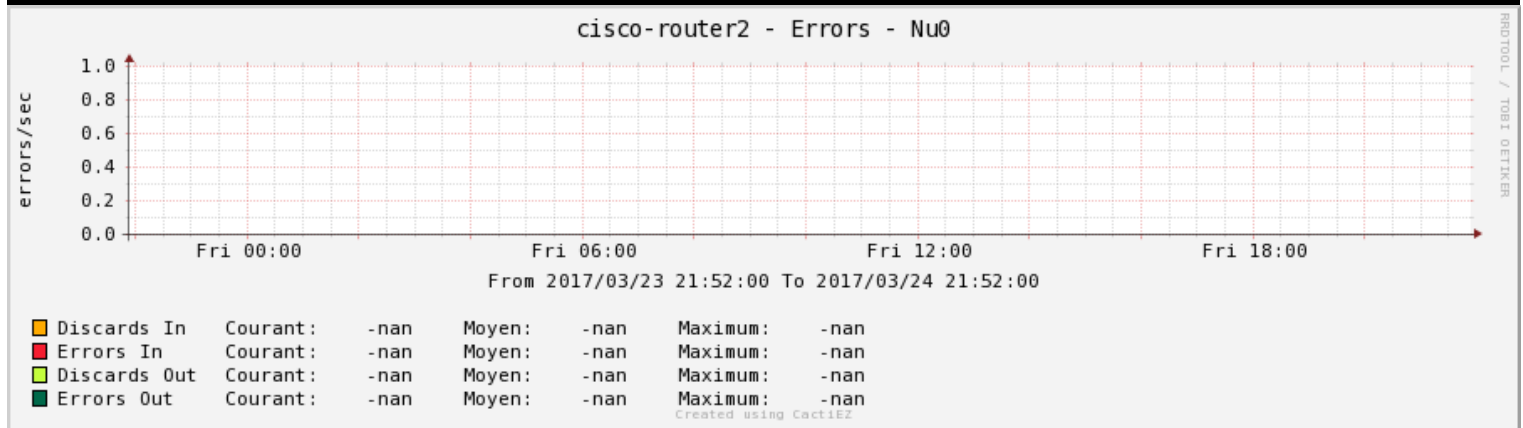 cisco-router2 - Errors - Nu0
RRDTOOL / TOBI OETIKER
errors/sec
1.0
0.8
0.6
0.4
0.2
0.0
Fri 00:00 Fri 06:00 Fri 12:00 Fri 18:00
From 2017/03/23 21:52:00 To 2017/03/24 21:52:00
Discards In Courant: -nan Moyen: -nan Maximum: -nan
Errors In Courant: -nan Moyen: -nan Maximum: -nan
Discards Out Courant: -nan Moyen: -nan Maximum: -nan
Errors Out Courant: -nan Moyen: -nan Maximum: -nan
Created using CactiEZ